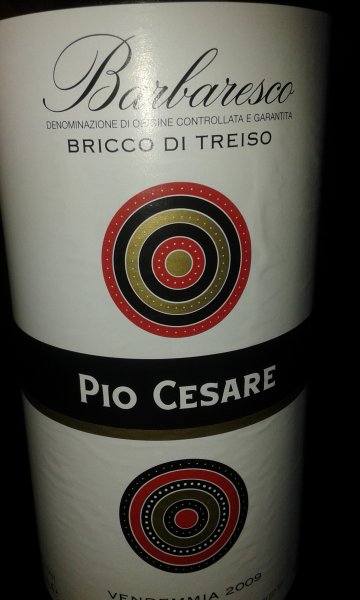 Barbaresco
DENOMINAZIONE DI ORIGINE CONTROLLATA E GARANTITA
BRICCO DI TREISO
PIO CESARE
VENDEMMIA 2009